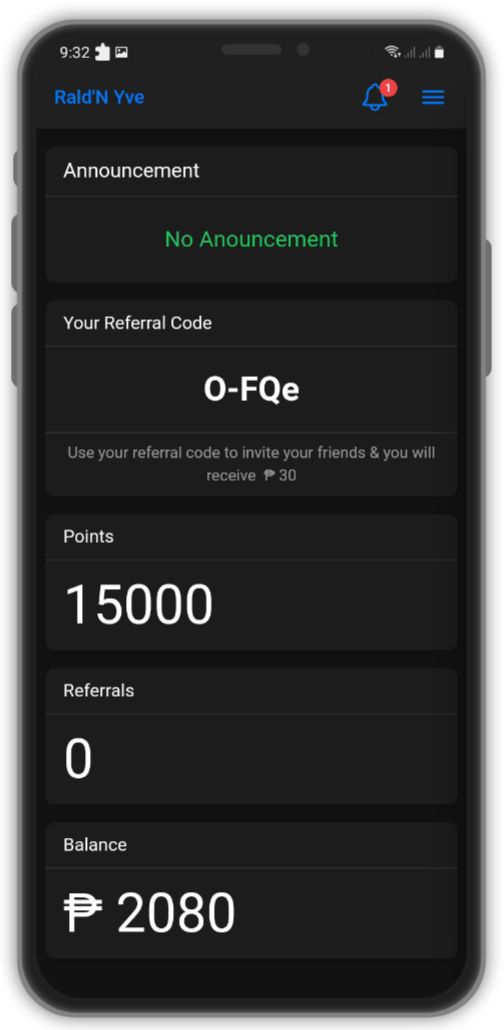 9:32
Rald'N Yve
1
Announcement
No Anouncement
Your Referral Code
O-FQe
Use your referral code to invite your friends & you will
receive ₱ 30
Points
15000
Referrals
0
Balance
₱ 2080